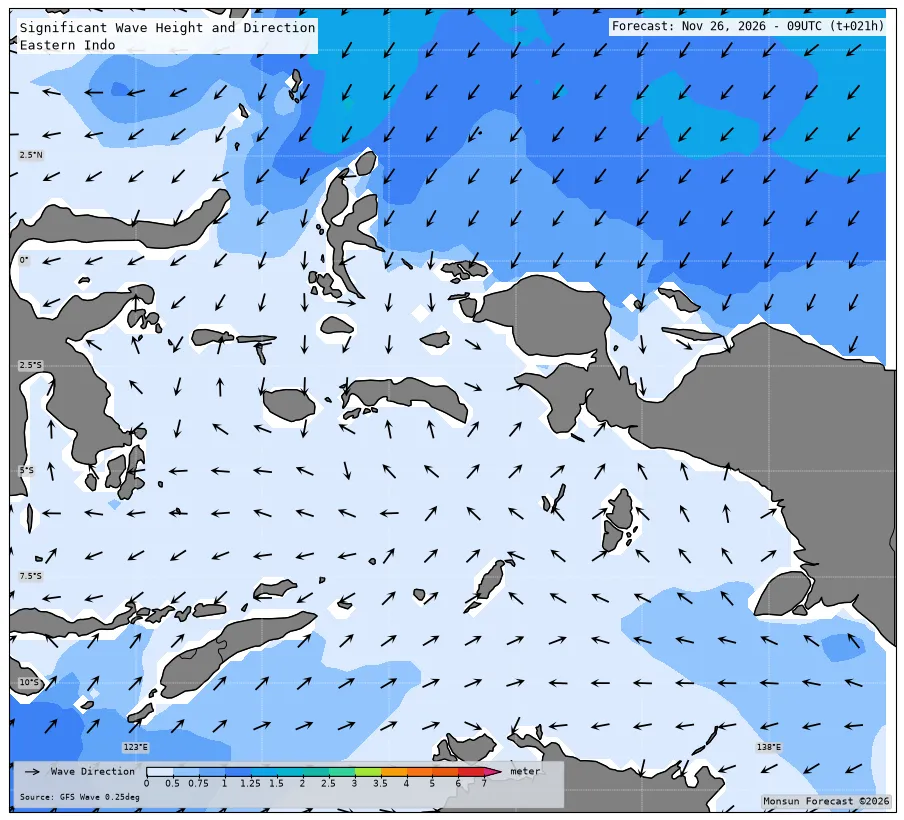 Significant Wave Height and Direction
Eastern Indo
Forecast: Nov 26, 2026 - 09UTC (t+021h)
2.5°N
0°
2.5°S
5°S
7.5°S
10°S
123°E
138°E
Wave Direction
meter
0 0.5 0.75 1 1.25 1.5 2 2.5 3 3.5 4 5 6 7
Source: GFS Wave 0.25deg
Monsun Forecast ©2026